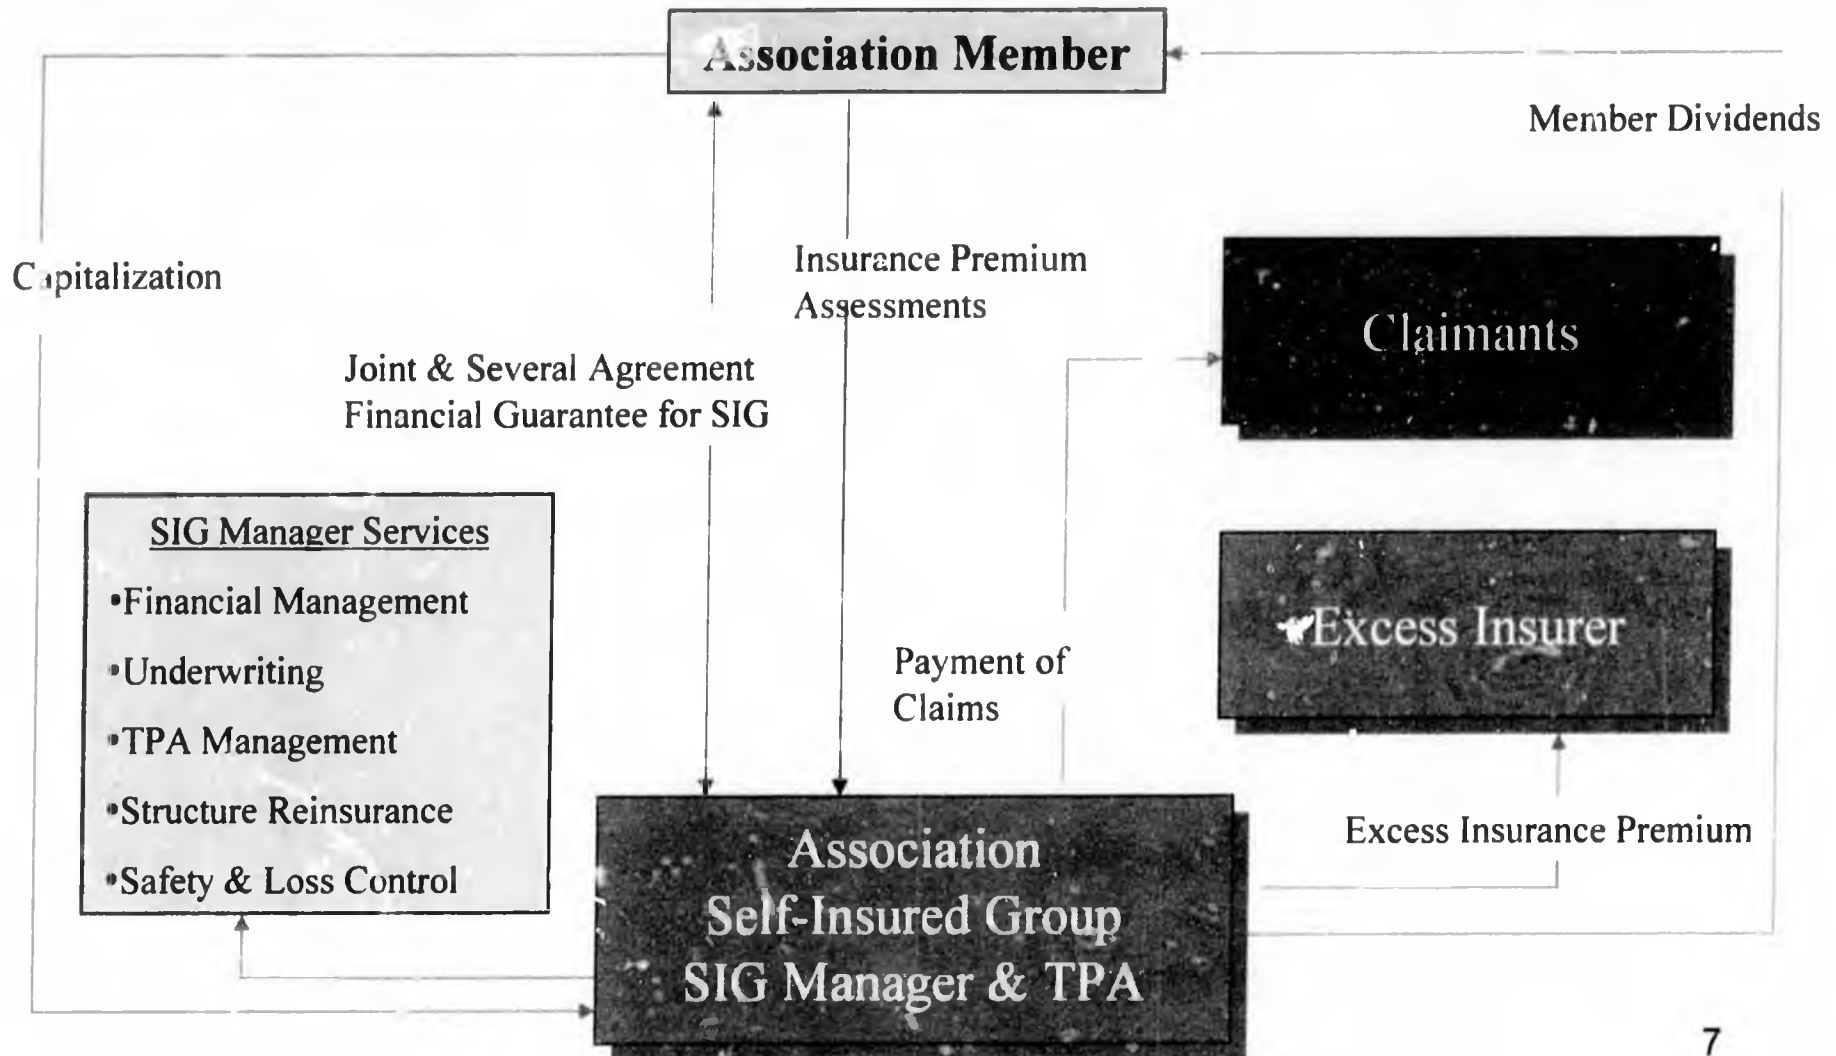 Association Member
Member Dividends
Capitalization
Insurance Premium
Assessments
Claimants
Joint & Several Agreement
Financial Guarantee for SIG
SIG Manager Services
•Financial Management
•Underwriting
•TPA Management
•Structure Reinsurance
•Safety & Loss Control
Excess Insurer
Payment of
Claims
Excess Insurance Premium
Association
Self-Insured Group
SIG Manager & TPA
7